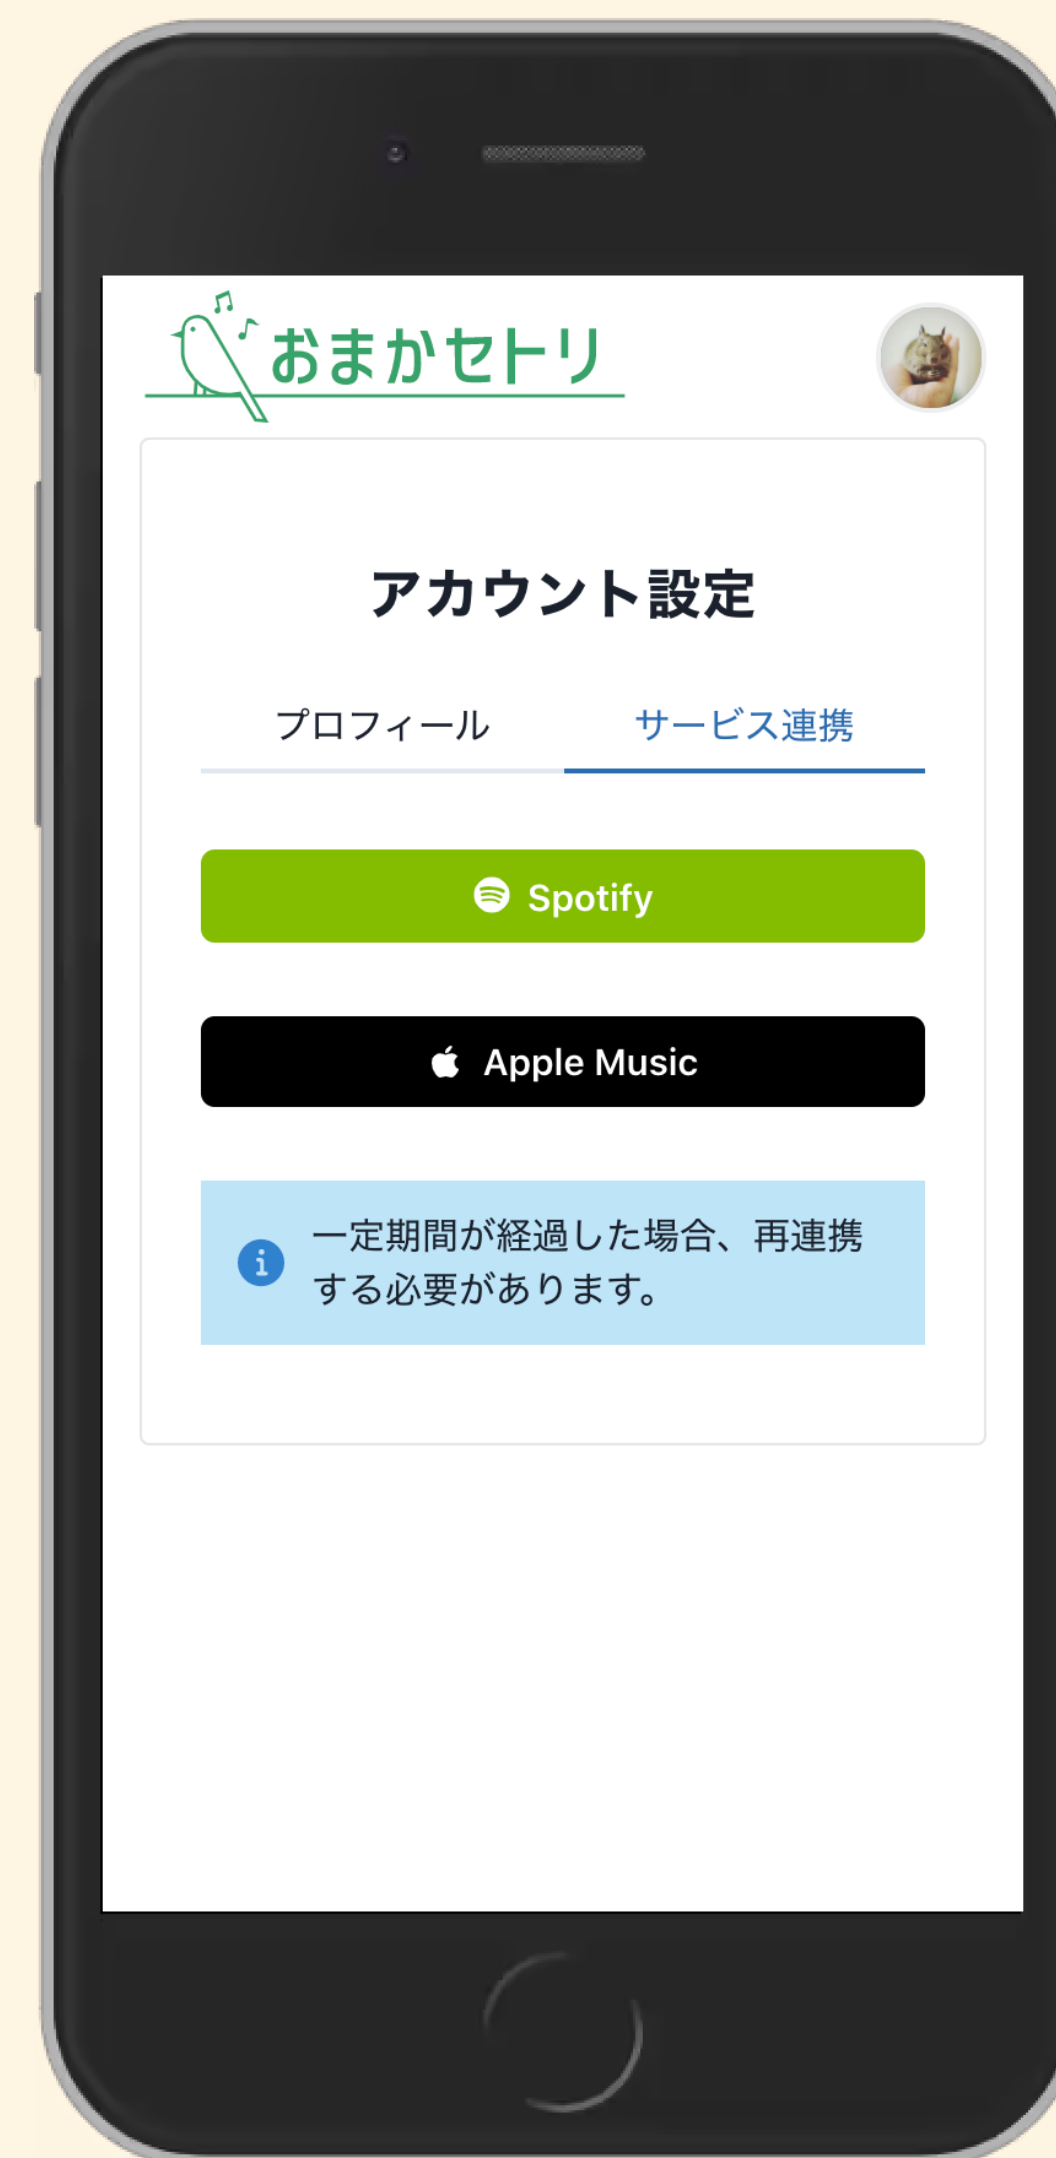 おまかセトリ
アカウント設定
プロフィール
サービス連携
Spotify
Apple Music
一定期間が経過した場合、再連携
する必要があります。